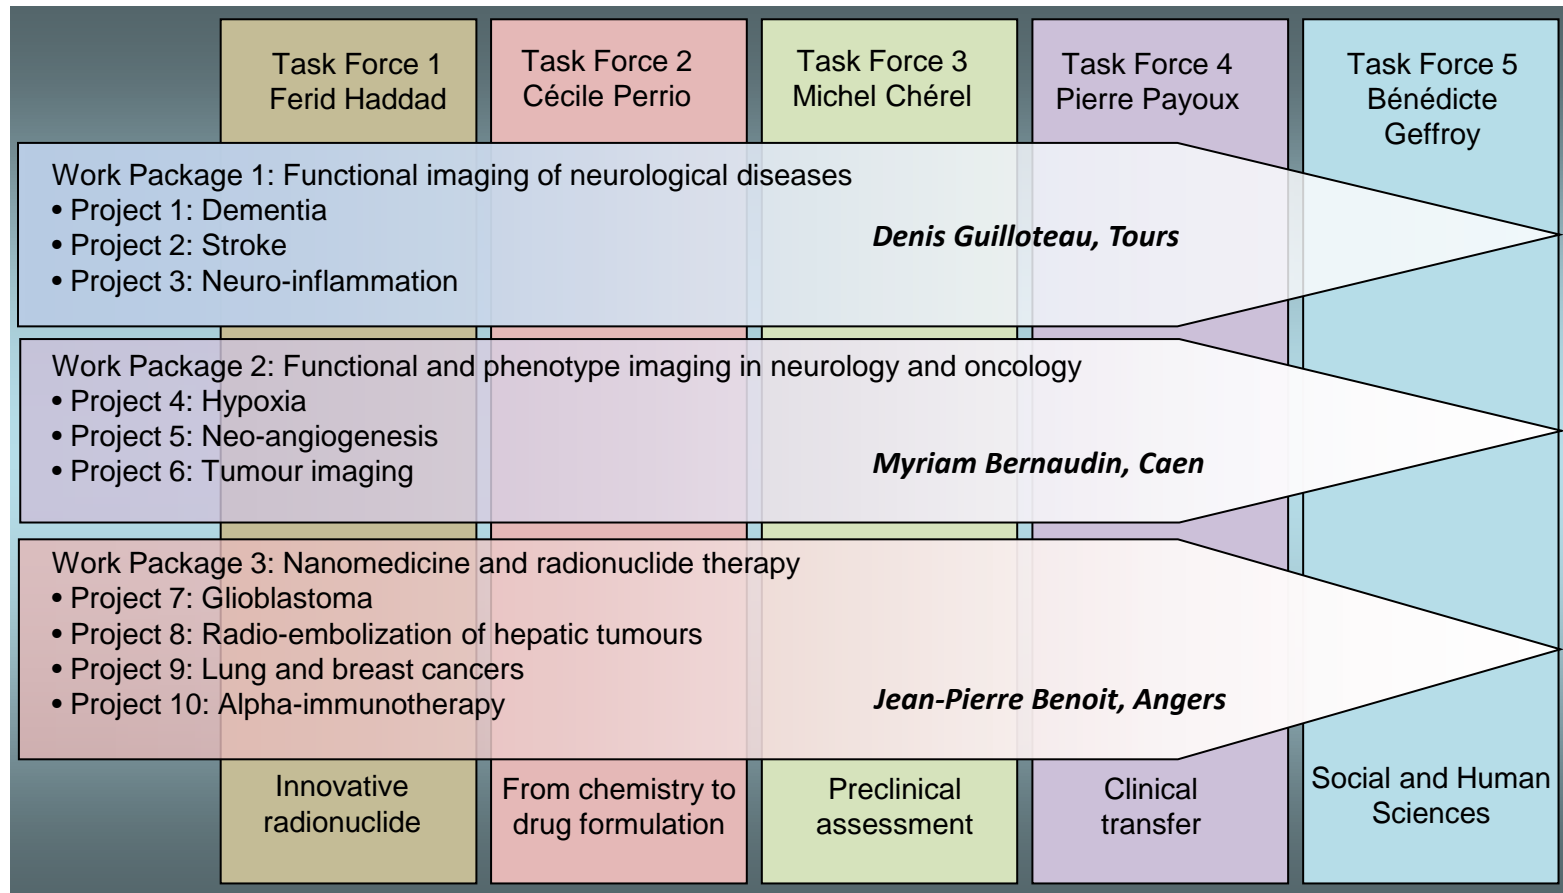 Task Force 1
Ferid Haddad
Task Force 2
Cécile Perrio
Task Force 3
Michel Chérel
Task Force 4
Pierre Payoux
Task Force 5
Bénédicte
Geffroy
Work Package 1: Functional imaging of neurological diseases
• Project 1: Dementia
• Project 2: Stroke
• Project 3: Neuro-inflammation
Denis Guilloteau, Tours
Work Package 2: Functional and phenotype imaging in neurology and oncology
• Project 4: Hypoxia
• Project 5: Neo-angiogenesis
• Project 6: Tumour imaging
Myriam Bernaudin, Caen
Work Package 3: Nanomedicine and radionuclide therapy
• Project 7: Glioblastoma
• Project 8: Radio-embolization of hepatic tumours
• Project 9: Lung and breast cancers
• Project 10: Alpha-immunotherapy
Jean-Pierre Benoit, Angers
Innovative
radionuclide
From chemistry to
drug formulation
Preclinical
assessment
Clinical
transfer
Social and Human
Sciences